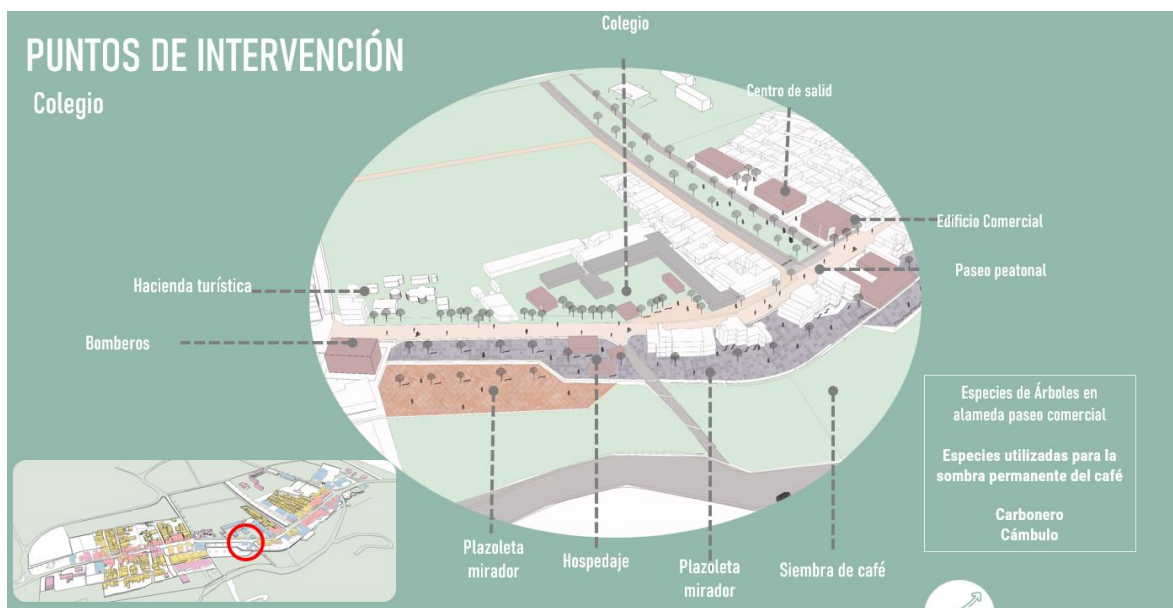 PUNTOS DE INTERVENCIÓN
Colegio
Colegio
Centro de salid
Edificio Comercial
Paseo peatonal
Hacienda turística
Bomberos
Plazoleta
mirador
Hospedaje
Plazoleta
mirador
Siembra de café
Especies de Árboles en
alameda paseo comercial
Especies utilizadas para la
sombra permanente del café
Carbonero
Cámbulo